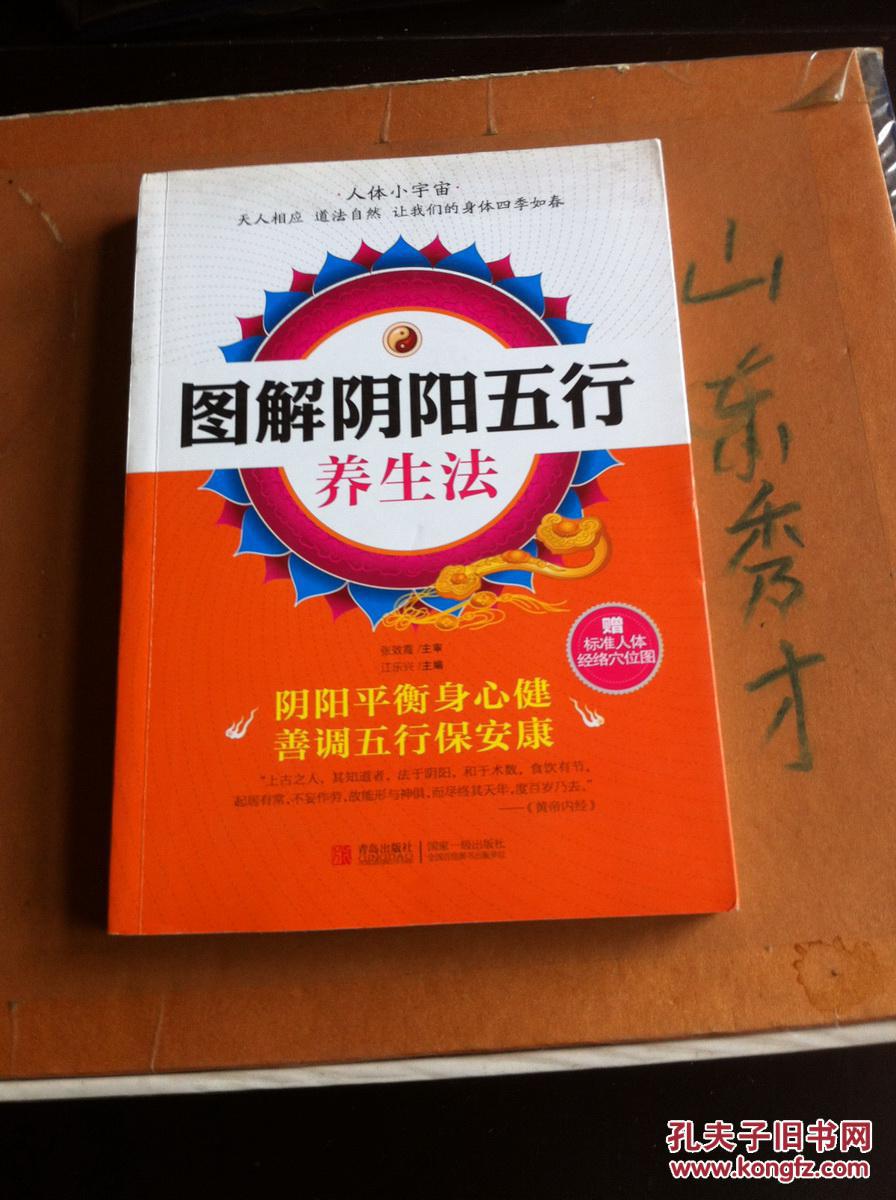 ·人体小宇宙·
天人相应 道法自然 让我们的身体四季如春
图解阴阳五行
养生法
赠
标准人体
经络穴位图
张效霞/主审
江乐兴/主编
阴阳平衡身心健
善调五行保安康
“上古之人，其知道者，法于阴阳，和于术数，食饮有节，
起居有常，不妄作劳，故能形与神俱，而尽终其天年，度百岁乃去。”
——《黄帝内经》
青岛出版社
QINGDAO
国家一级出版社
全国百佳图书出版单位
山东秀才
孔夫子旧书网
www.kongfz.com